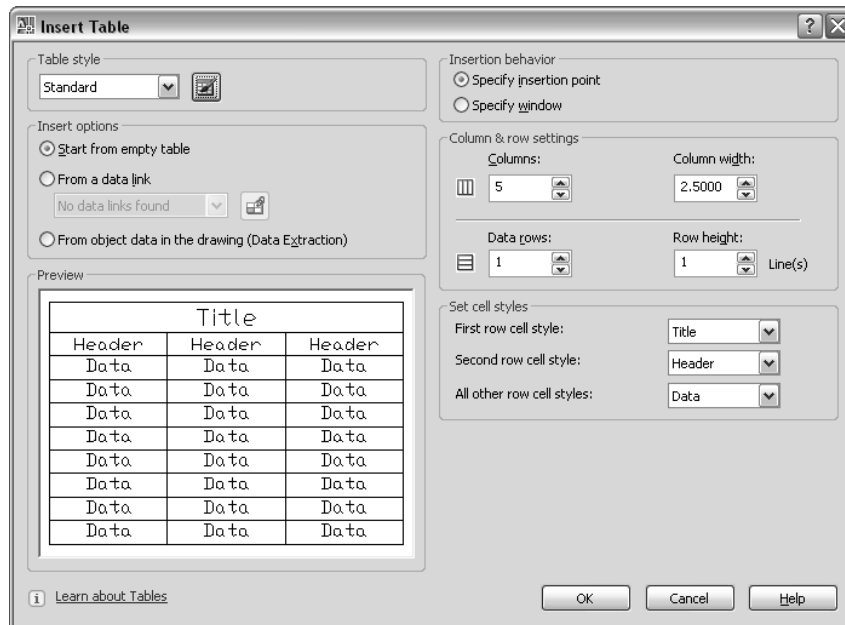 Insert Table
Table style
Standard
Insert options
Start from empty table
From a data link
No data links found
From object data in the drawing (Data Extraction)
Preview
Title
Header Header Header
Data Data Data
Data Data Data
Data Data Data
Data Data Data
Data Data Data
Data Data Data
Data Data Data
Data Data Data
Insertion behavior
Specify insertion point
Specify window
Column & row settings
Columns: Column width:
5 2.5000
Data rows: Row height:
1 1 Line(s)
Set cell styles
First row cell style: Title
Second row cell style: Header
All other row cell styles: Data
i Learn about Tables
OK Cancel Help